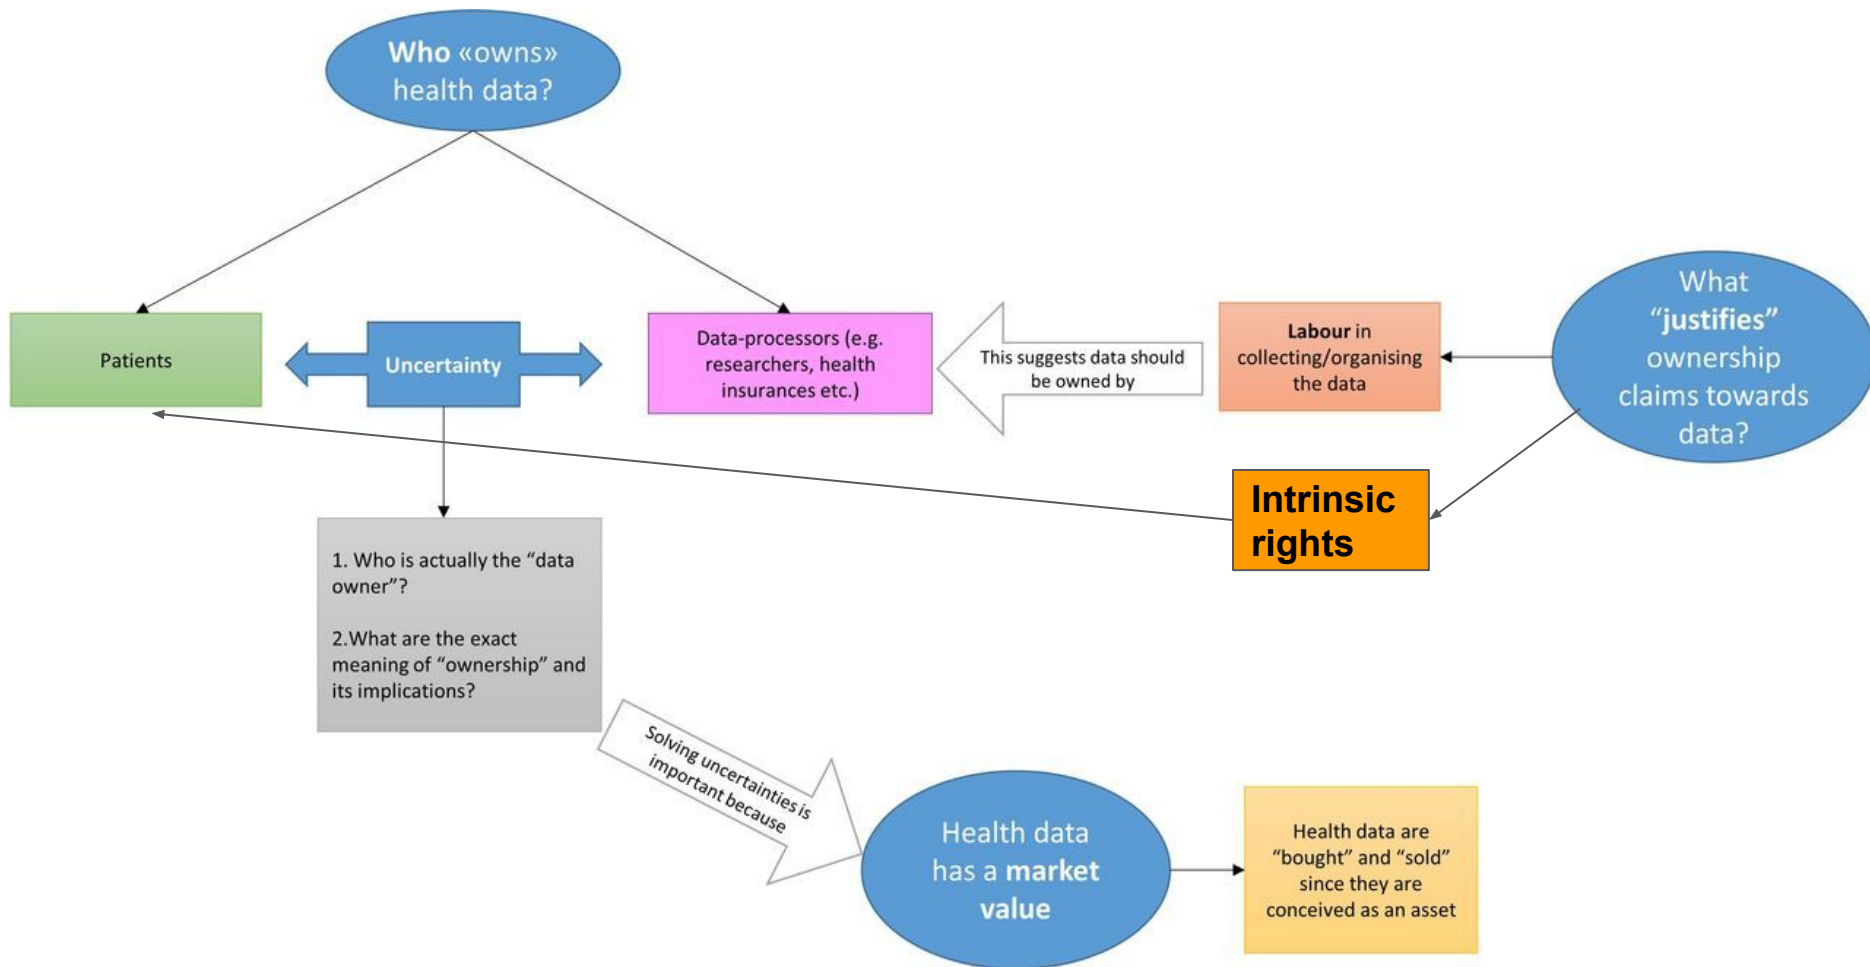 Who «owns»
health data?
Patients
Uncertainty
Data-processors (e.g.
researchers, health
insurances etc.)
This suggests data should
be owned by
Labour in
collecting/organising
the data
What
“justifies”
ownership
claims towards
data?
Intrinsic
rights
1. Who is actually the “data
owner”?
2.What are the exact
meaning of “ownership” and
its implications?
Solving uncertainties is
important because
Health data
has a market
value
Health data are
“bought” and “sold”
since they are
conceived as an asset